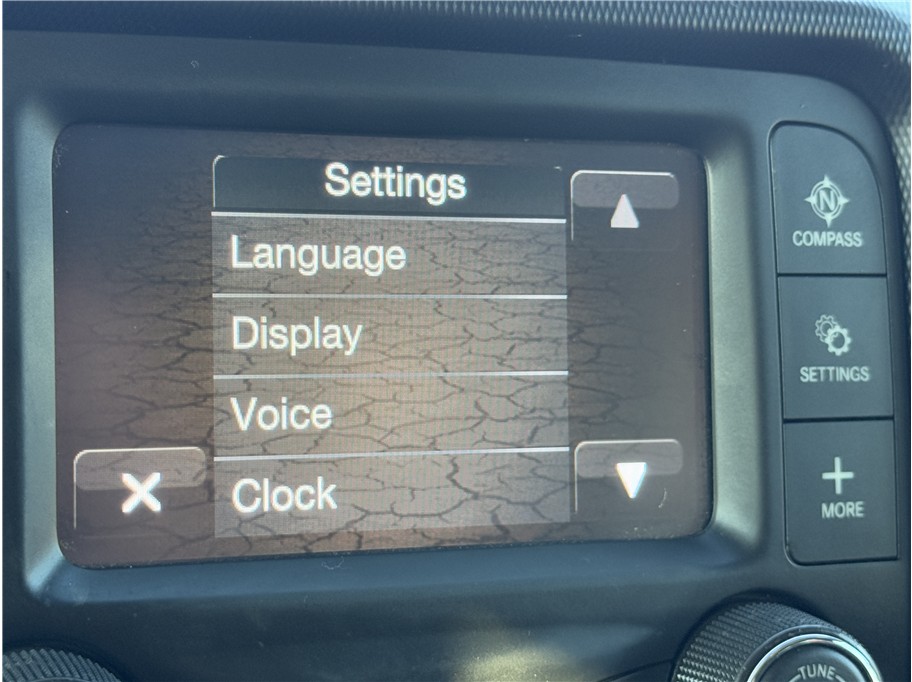 Settings
Language
Display
Voice
Clock
N
COMPASS
SETTINGS
MORE
TUNE